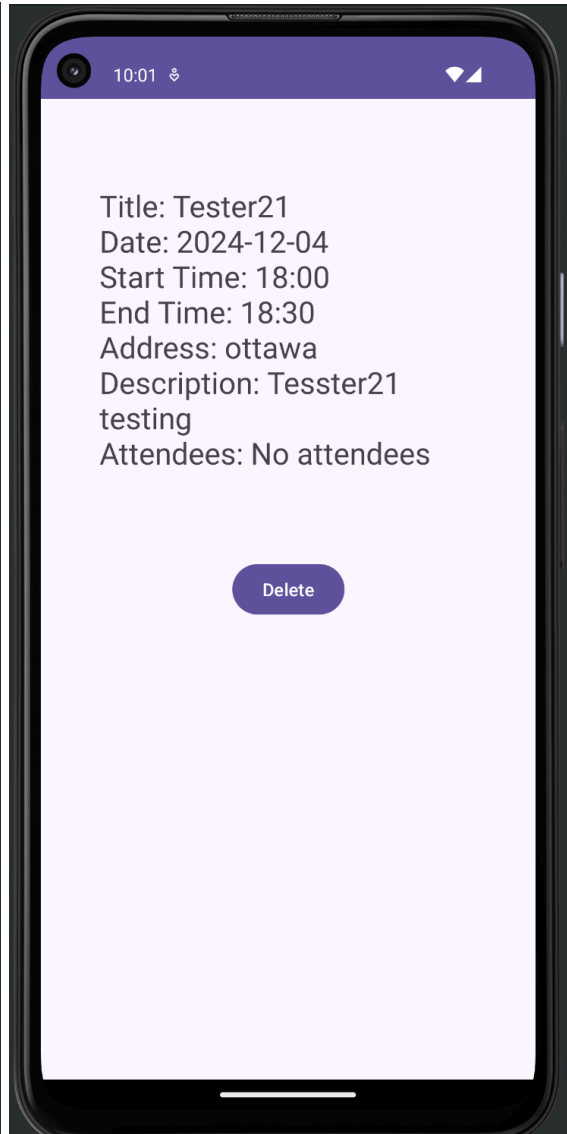 10:01
Title: Tester21
Date: 2024-12-04
Start Time: 18:00
End Time: 18:30
Address: ottawa
Description: Tesster21
testing
Attendees: No attendees
Delete